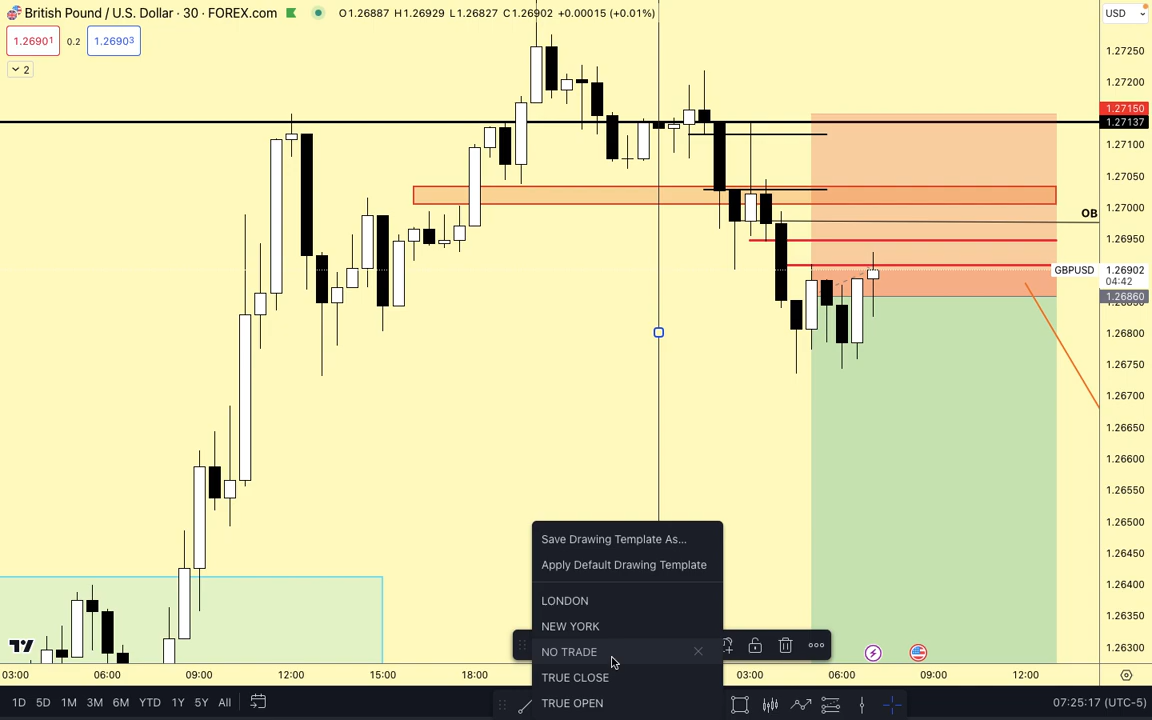 British Pound / U.S. Dollar · 30 · FOREX.com O1.26887 H1.26929 L1.26827 C1.26902 +0.00015 (+0.01%)
USD
1.26901 0.2 1.26903
2
1.27250
1.27200
1.27150
1.27137
1.27100
1.27050
1.27000
OB
1.26950
GBPUSD 1.26902
04:42
1.26860
1.26800
1.26750
1.26700
1.26650
1.26600
1.26550
1.26500
1.26450
1.26400
1.26350
1.26300
Save Drawing Template As...
Apply Default Drawing Template
LONDON
NEW YORK
NO TRADE
TRUE CLOSE
TRUE OPEN
03:00 06:00 09:00 12:00 15:00 18:00 03:00 06:00 09:00 12:00
1D 5D 1M 3M 6M YTD 1Y 5Y All 07:25:17 (UTC-5)